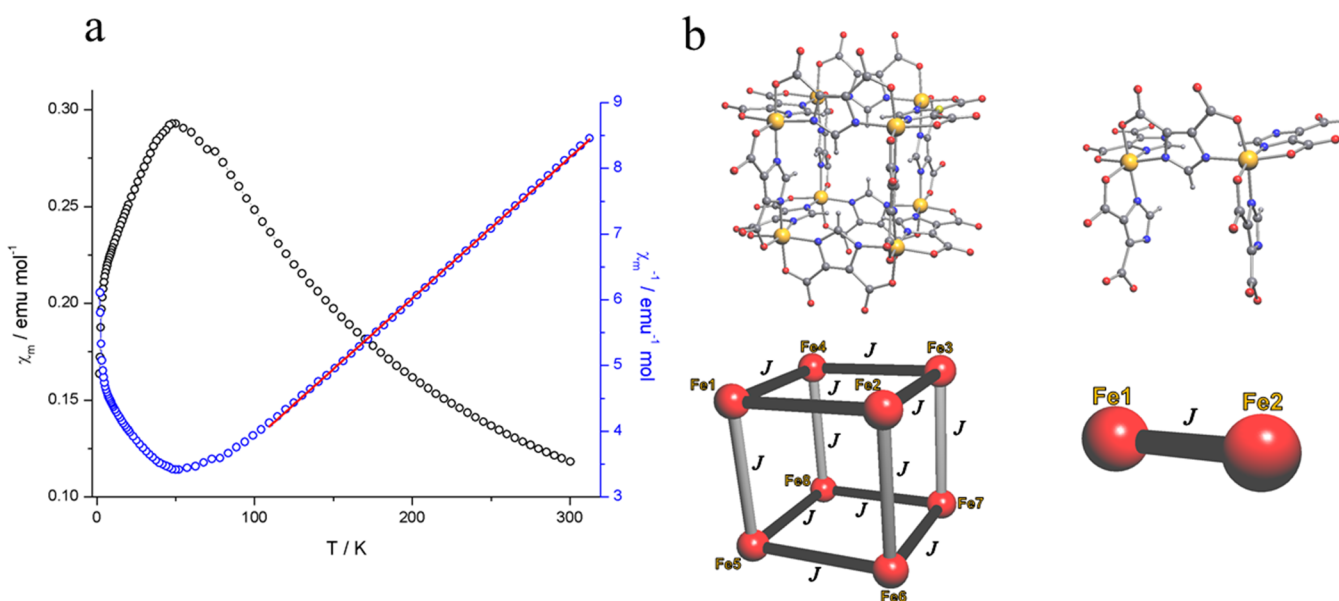 a
0.30
0.25
0.20
0.15
0.10
χm / emu mol-1
0
100
200
300
T / K
9
8
7
6
5
4
3
χm-1 / emu-1 mol
b
Fe4
J
Fe3
J
Fe1
J
Fe2
J
J
J
J
J
Fe8
J
Fe7
J
J
Fe5
J
Fe6
Fe1
J
Fe2